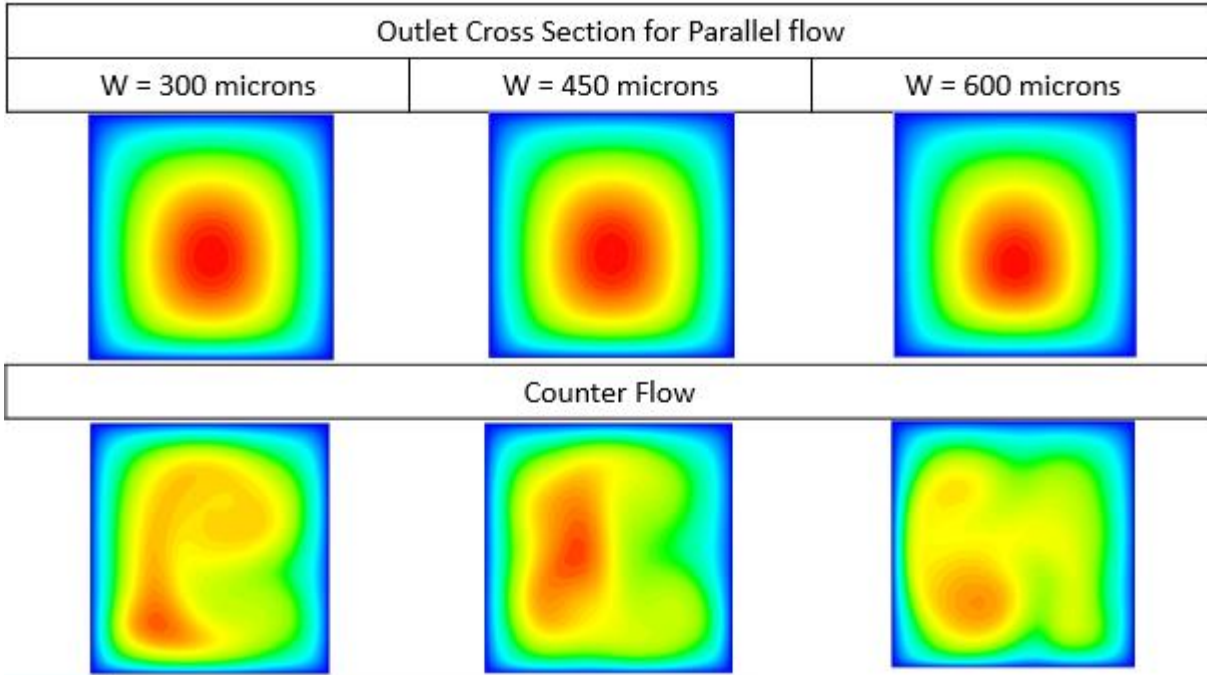 Outlet Cross Section for Parallel flow
W = 300 microns W = 450 microns W = 600 microns
Counter Flow